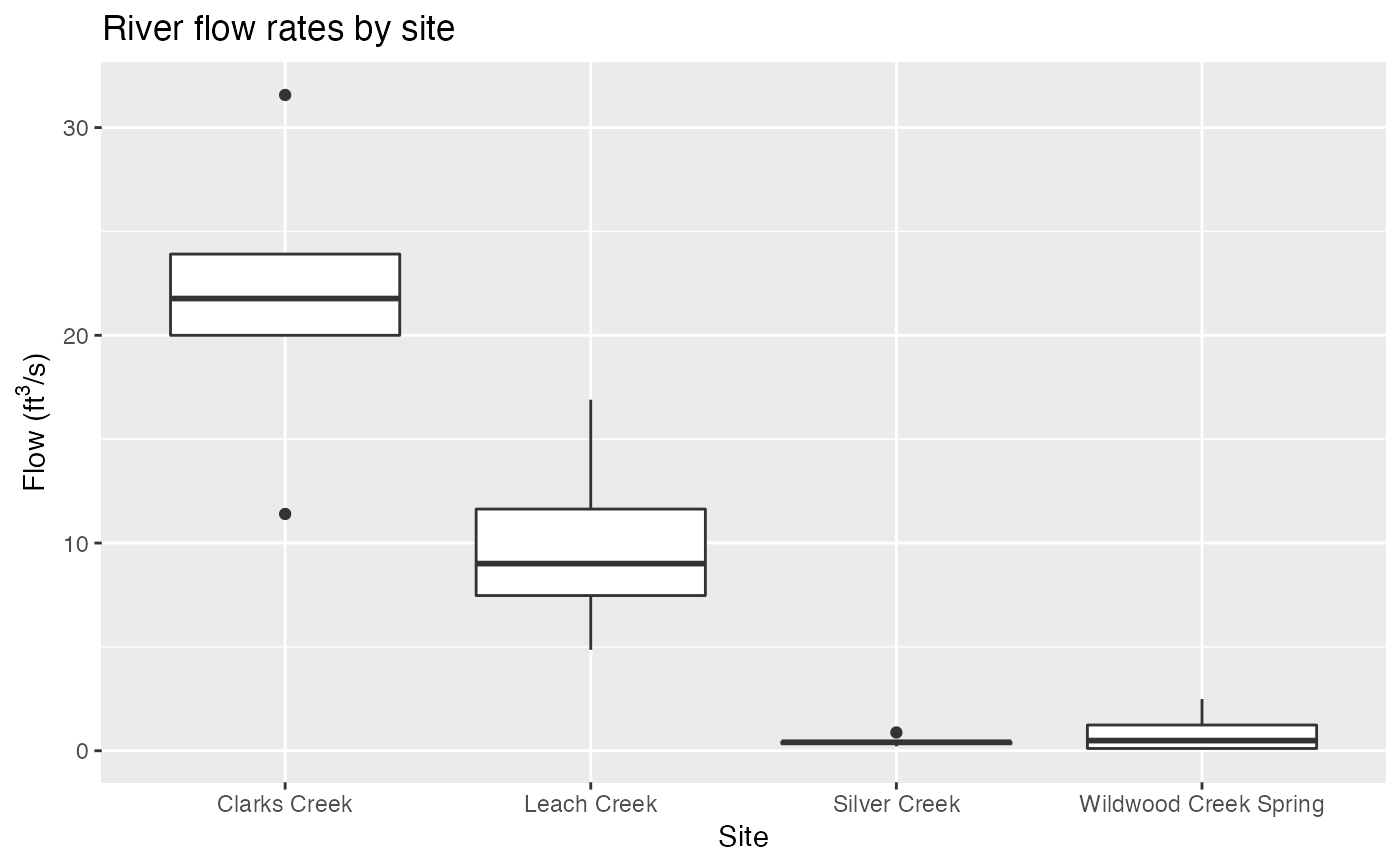 River flow rates by site
Flow (ft³/s)
30
20
10
0
Clarks Creek
Leach Creek
Silver Creek
Wildwood Creek Spring
Site